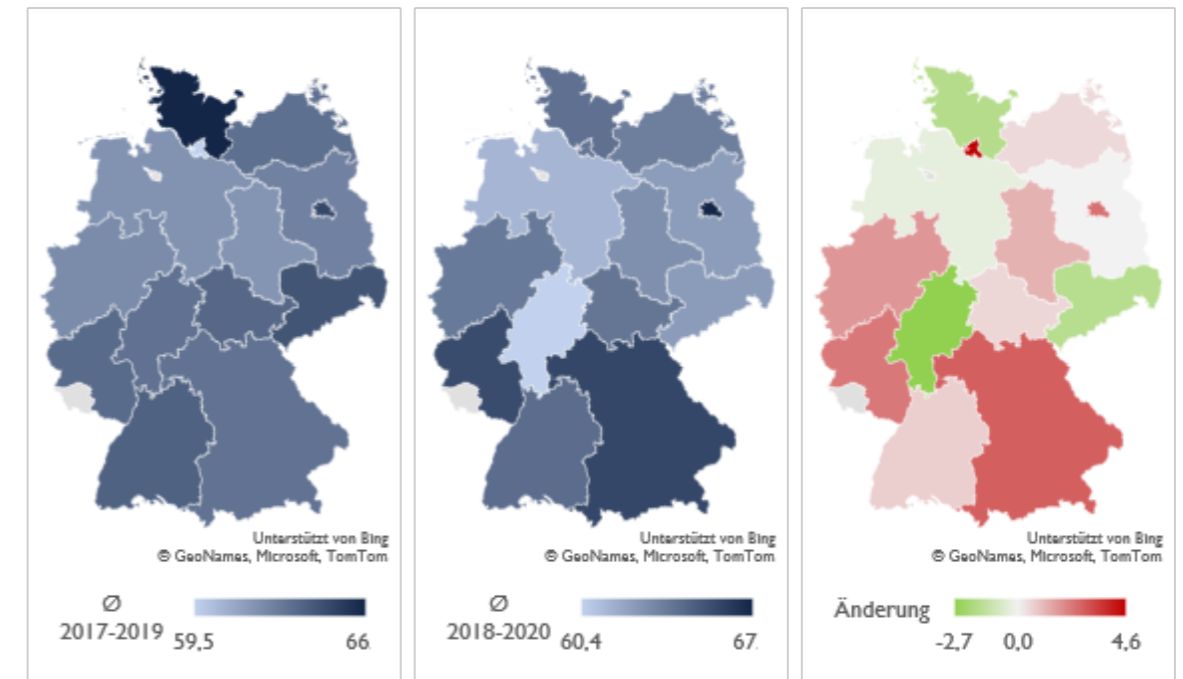 Unterstützt von Bing
© GeoNames, Microsoft, TomTom
Ø
2017-2019
59,5
66.
Unterstützt von Bing
© GeoNames, Microsoft, TomTom
Ø
2018-2020
60,4
67.
Unterstützt von Bing
© GeoNames, Microsoft, TomTom
Änderung
-2,7
0,0
4,6